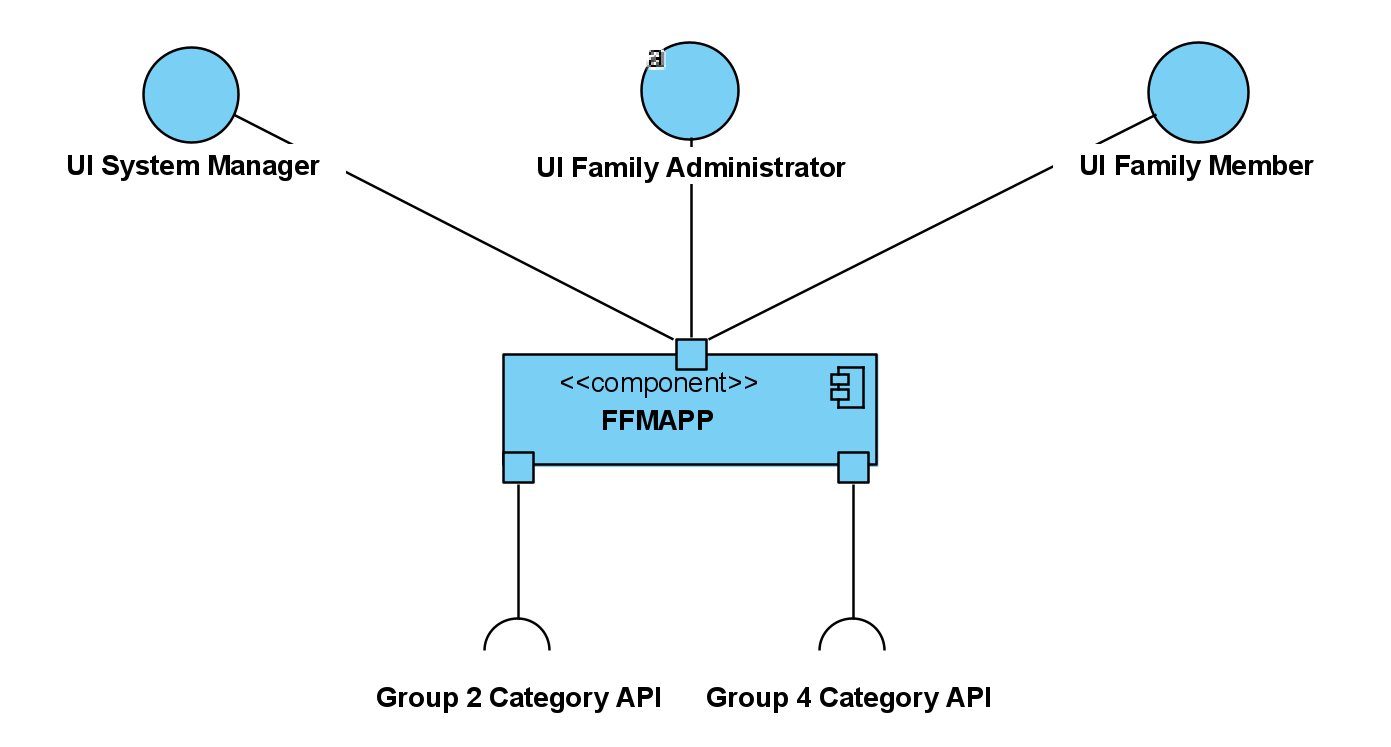 a
UI System Manager
UI Family Administrator
UI Family Member
<<component>>
FFMAPP
Group 2 Category API
Group 4 Category API